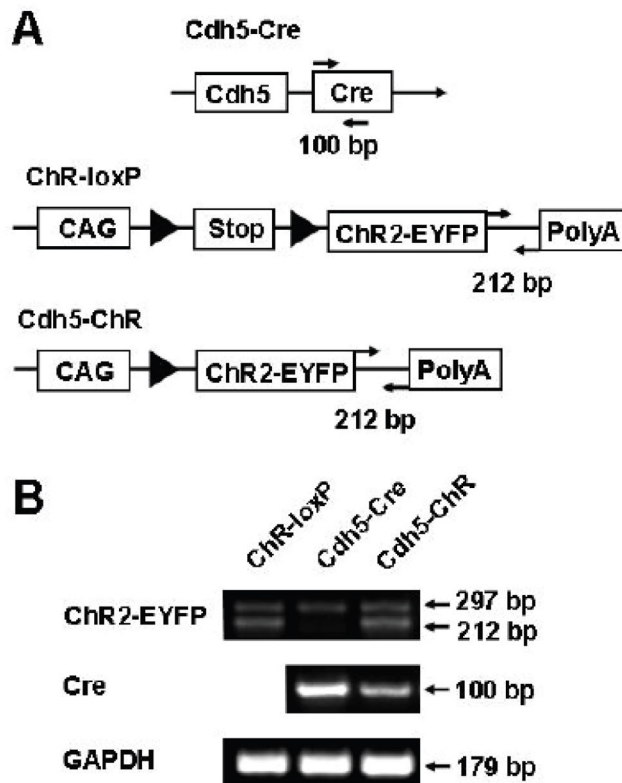 A
Cdh5-Cre
Cdh5 Cre
100 bp
ChR-loxP
CAG Stop ChR2-EYFP PolyA
212 bp
Cdh5-ChR
CAG ChR2-EYFP PolyA
212 bp
B
ChR-loxP Cdh5-Cre Cdh5-ChR
ChR2-EYFP 297 bp
212 bp
Cre 100 bp
GAPDH 179 bp